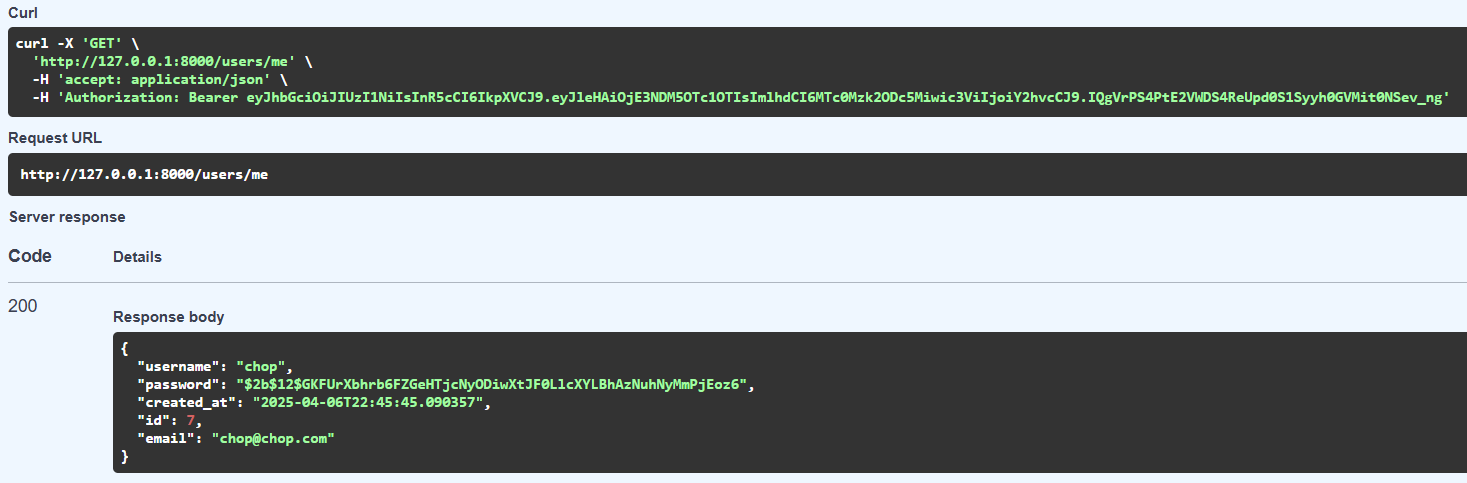 Curl
curl -X 'GET' \
'http://127.0.0.1:8000/users/me' \
-H 'accept: application/json' \
-H 'Authorization: Bearer eyJhbGciOiJIUzI1NiIsInR5cCI6IkpXVCJ9.eyJleHAiOjE3NDM5OTc1OTIsImlhdCI6MTc0Mzk2ODc5Miwic3ViIjoiY2hvcCJ9.IQgVrPS4PtE2VWDS4ReUpd0S1Syyh0GVMit0NSev_ng'
Request URL
http://127.0.0.1:8000/users/me
Server response
Code Details
200
Response body
{
"username": "chop",
"password": "$2b$12$GKFUrXbhrb6FZGeHTjcNyODiwXtJF0LlcXYLBhAzNuhNyMmPjEoz6",
"created_at": "2025-04-06T22:45:45.090357",
"id": 7,
"email": "chop@chop.com"
}